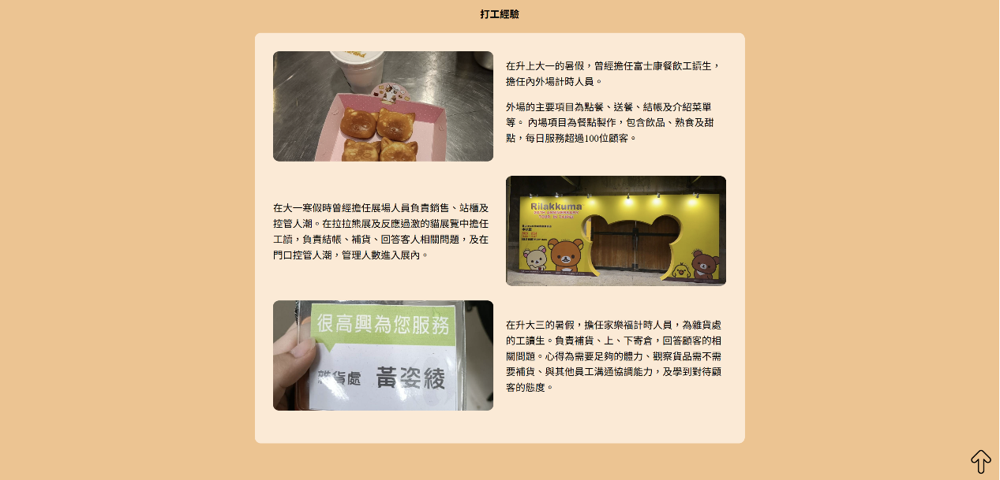 打工經驗
在升上大一的暑假，曾經擔任富士康餐飲工讀生，
擔任內外場計時人員。
外場的主要項目為點餐、送餐、結帳及介紹菜單
等。 內場項目為餐點製作，包含飲品、熟食及甜
點，每日服務超過100位顧客。
在大一寒假時曾經擔任展場人員負責銷售、站櫃及
控管人潮。在拉拉熊展及反應過激的貓展覽中擔任
工讀，負責結帳、補貨、回答客人相關問題，及在
門口控管人潮，管理人數進入展內。
Rilakkuma
20TH ANNIVERSARY
TOUR IN TAIPEI
很高興為您服務
雜貨處 黃姿綾
在升大三的暑假，擔任家樂福計時人員，為雜貨處
的工讀生。負責補貨、上、下寄倉，回答顧客的相
關問題。心得為需要足夠的體力、觀察貨品需不需
要補貨、與其他員工溝通協調能力，及學到對待顧
客的態度。